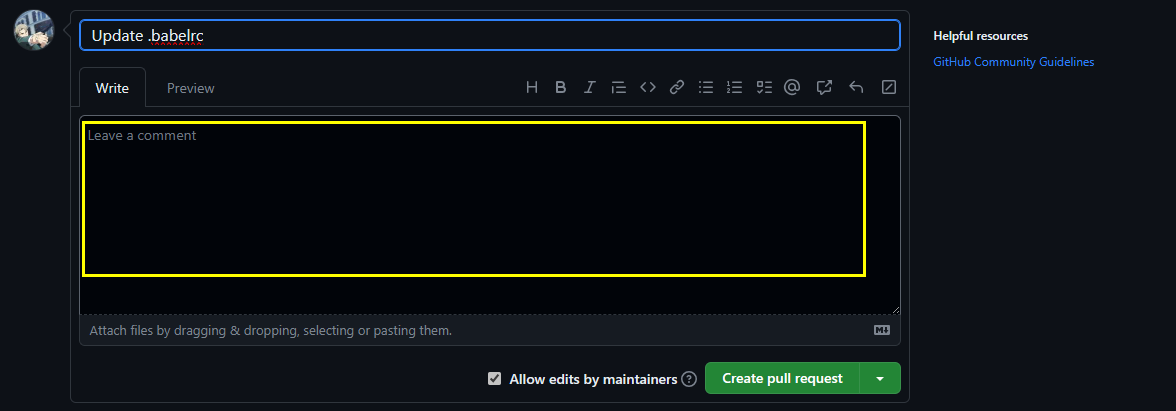 Update .babelrc
Helpful resources
GitHub Community Guidelines
Write
Preview
Leave a comment
Attach files by dragging & dropping, selecting or pasting them.
Allow edits by maintainers
Create pull request